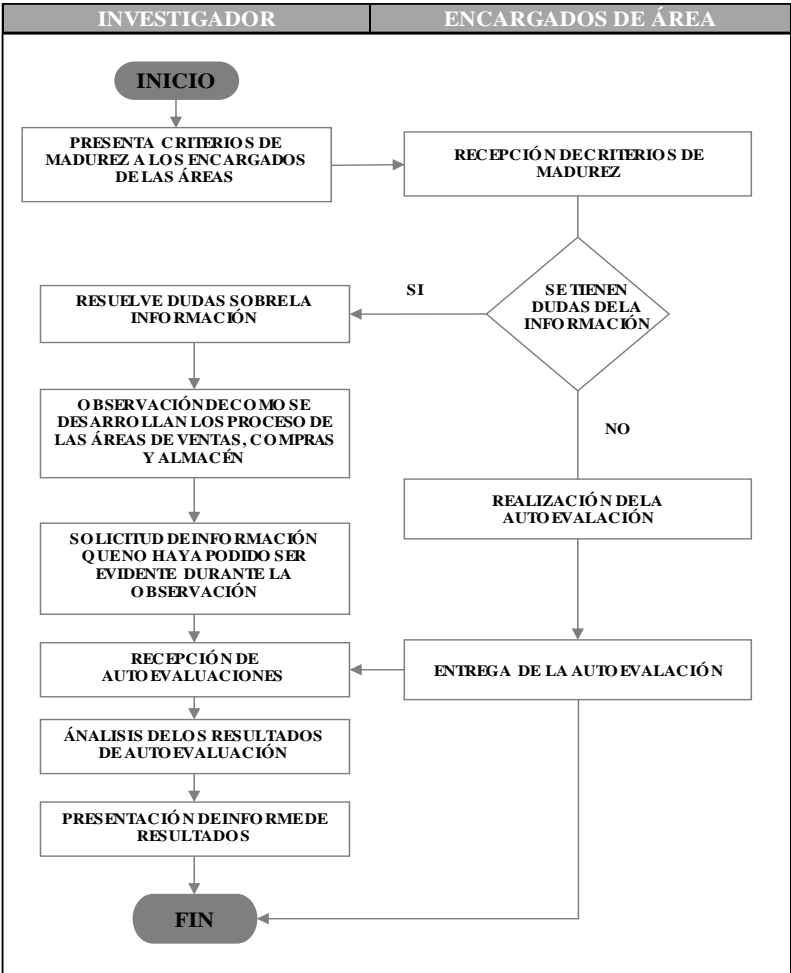 INVESTIGADOR
ENCARGADOS DE ÁREA
INICIO
PRESENTA CRITERIOS DE
MADUREZ A LOS ENCARGADOS
DE LAS ÁREAS
RECEPCIÓN DE CRITERIOS DE
MADUREZ
SE TIENEN
DUDAS DE LA
INFORMACIÓN
SI
RESUELVE DUDAS SOBRE LA
INFORMACIÓN
OBSERVACIÓN DE COMO SE
DESARROLLAN LOS PROCESO DE
LAS ÁREAS DE VENTAS, COMPRAS
Y ALMACÉN
NO
REALIZACIÓN DE LA
AUTOEVALACIÓN
SOLICITUD DE INFORMACIÓN
QUE NO HAYA PODIDO SER
EVIDENTE DURANTE LA
OBSERVACIÓN
ENTREGA DE LA AUTOEVALACIÓN
RECEPCIÓN DE
AUTOEVALUACIONES
ÁNALISIS DE LOS RESULTADOS
DE AUTOEVALUACIÓN
PRESENTACIÓN DE INFORME DE
RESULTADOS
FIN